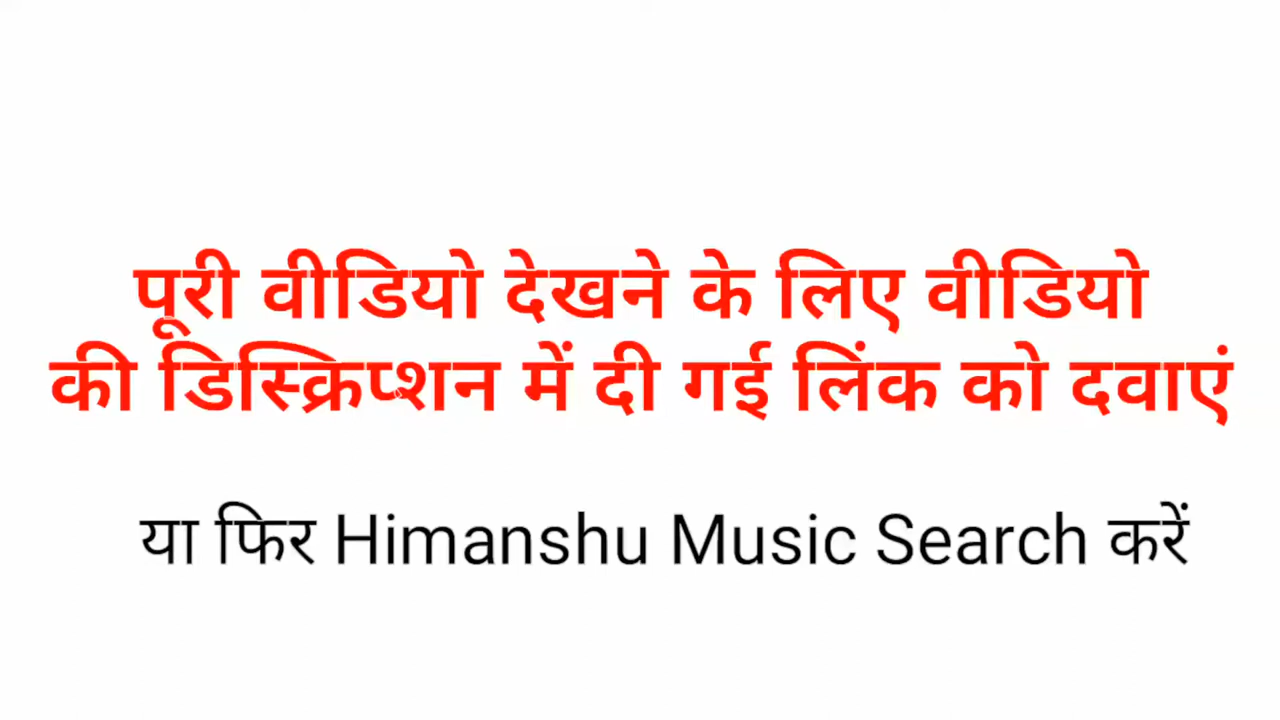 पूरी वीडियो देखने के लिए वीडियो
की डिस्क्रिप्शन में दी गई लिंक को दवाएं
या फिर Himanshu Music Search करें